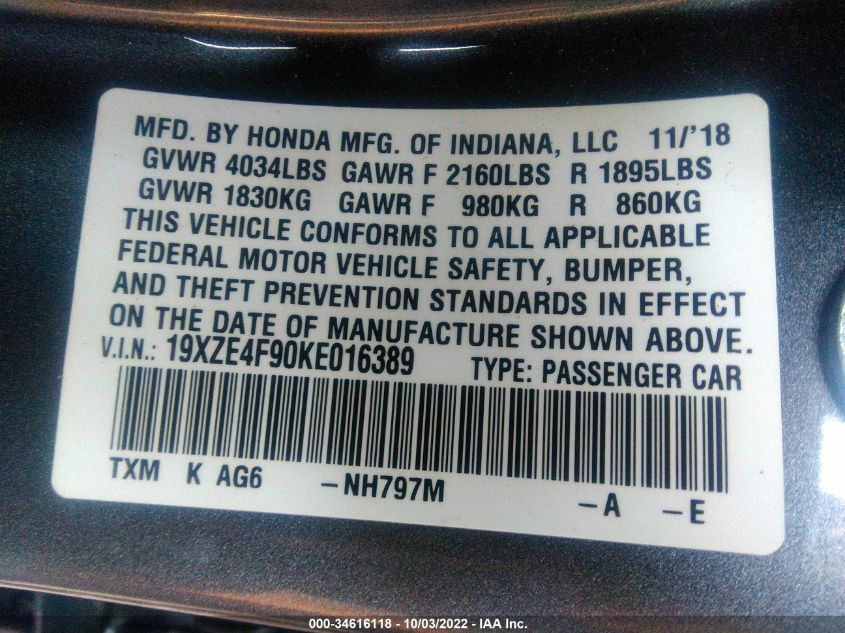 MFD. BY HONDA MFG. OF INDIANA, LLC 11/'18
GVWR 4034LBS GAWR F 2160LBS R 1895LBS
GVWR 1830KG GAWR F 980KG R 860KG
THIS VEHICLE CONFORMS TO ALL APPLICABLE
FEDERAL MOTOR VEHICLE SAFETY, BUMPER,
AND THEFT PREVENTION STANDARDS IN EFFECT
ON THE DATE OF MANUFACTURE SHOWN ABOVE.
V.I.N.: 19XZE4F90KE016389 TYPE: PASSENGER CAR
TXM K AG6 -NH797M -A -E
000-34616118 - 10/03/2022 - IAA Inc.